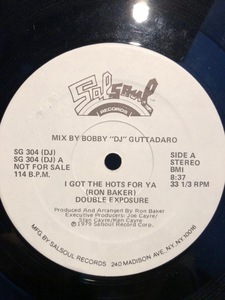 Salsoul
RECORDS
MIX BY BOBBY "DJ" GUTTADARO
SG 304 (DJ)
SG 304 (DJ) A
NOT FOR SALE
114 B.P.M.
SIDE A
STEREO
BMI
8:37
33 1/3 RPM
I GOT THE HOTS FOR YA
(RON BAKER)
DOUBLE EXPOSURE
Produced and Arranged By Ron Baker
Executive Producers: Joe Cayre/
Stan Cayre/Ken Cayre
©1979 Salsoul Record Corp.
MFG. BY SALSOUL RECORDS 240 MADISON AVE. NY, NY 10016